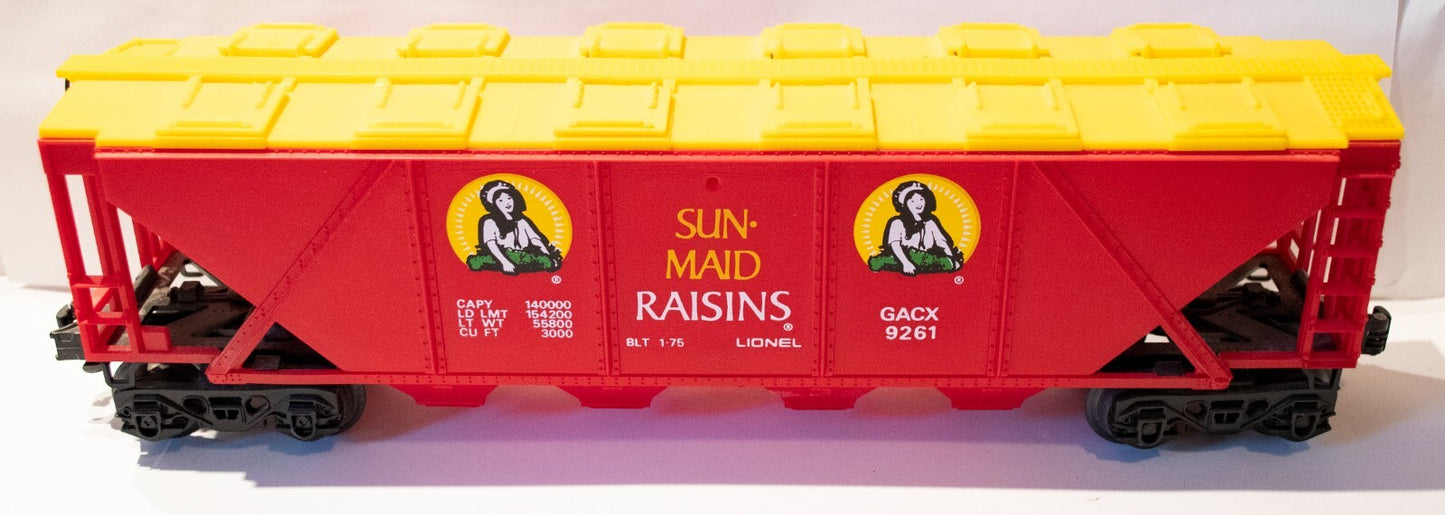 SUN·
MAID
RAISINS
®
®
®
CAPY 140000
LD LMT 154200
LT WT 55800
CU FT 3000
BLT 1-75 LIONEL
GACX
9261